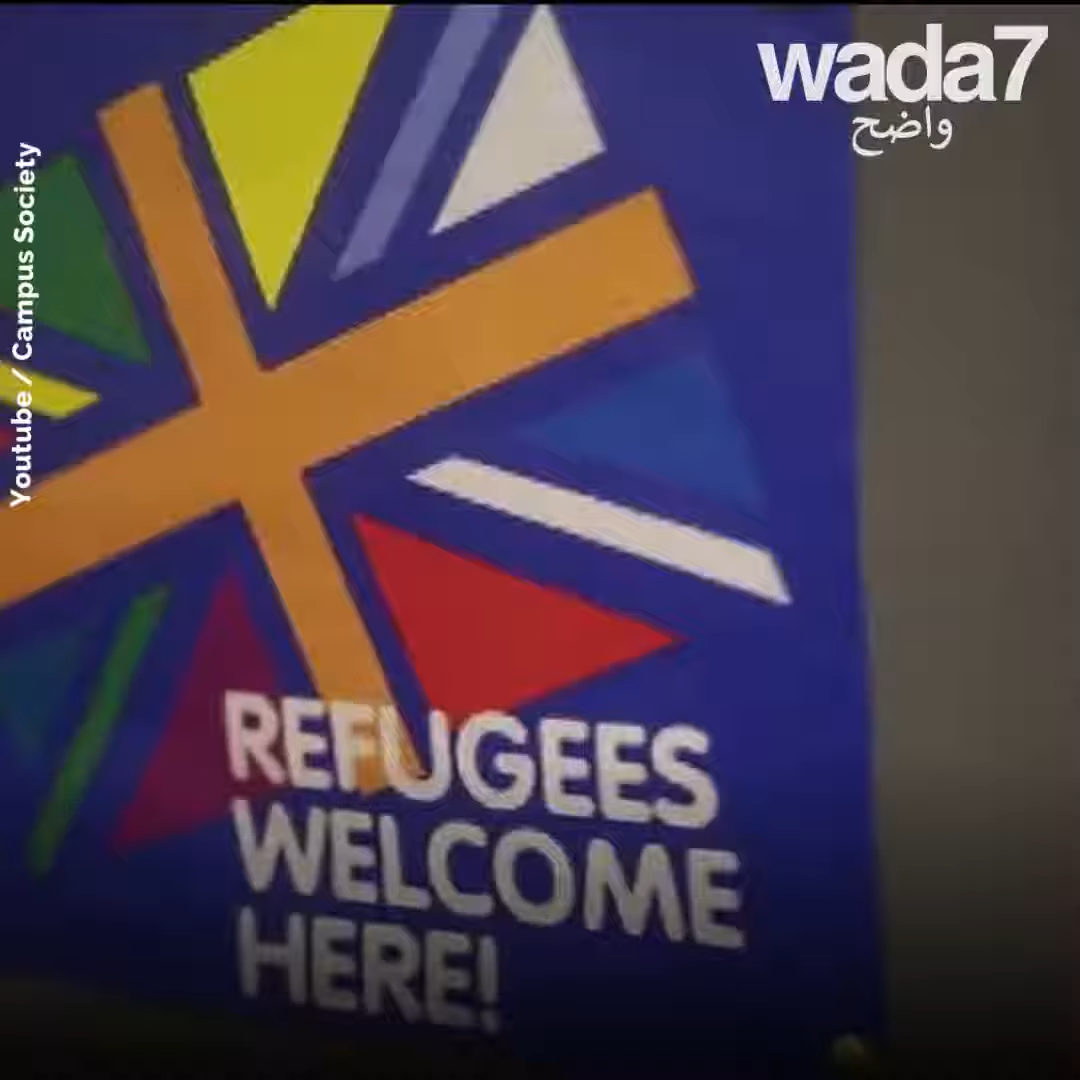 wada7
واضح
Youtube / Campus Society
REFUGEES
WELCOME
HERE!